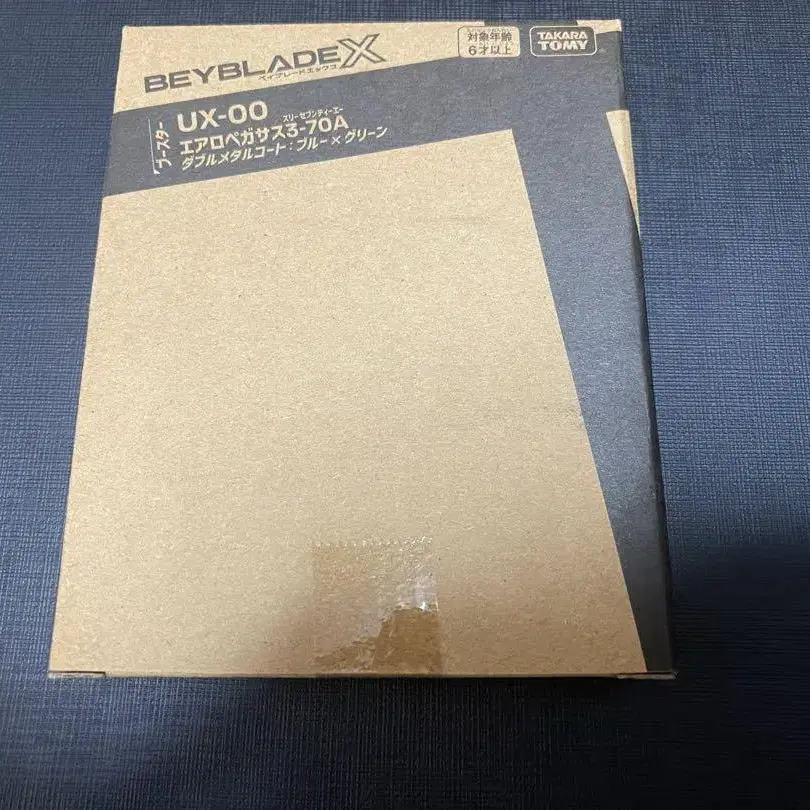 BEYBLADE X
ベイブレードエックス
対象年齢
6才以上
TAKARA
TOMY
ブースター
UX-00
スリーセブンティーエー
エアロペガサス3-70A
ダブルメタルコート:ブルー×グリーン